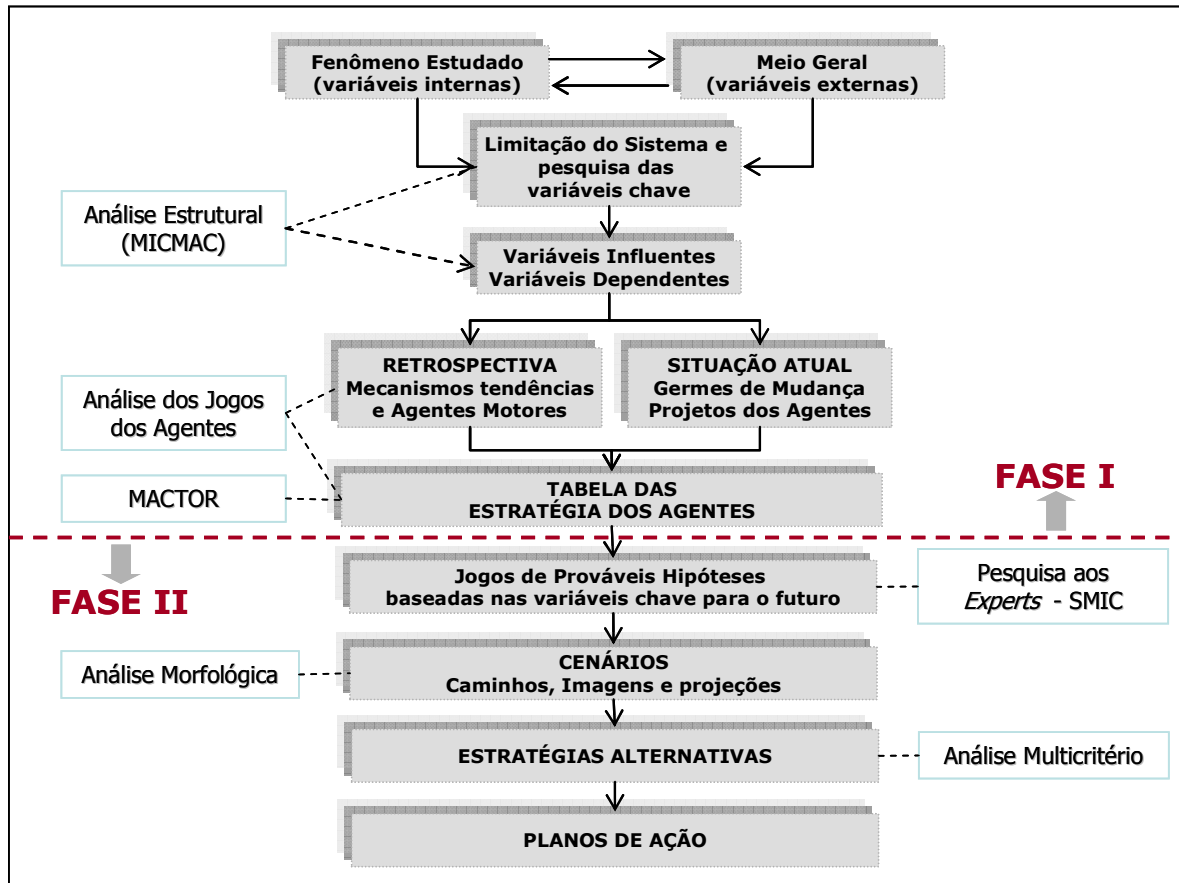 Fenômeno Estudado
(variáveis internas)
Meio Geral
(variáveis externas)
Limitação do Sistema e
pesquisa das
variáveis chave
Análise Estrutural
(MICMAC)
Variáveis Influentes
Variáveis Dependentes
RETROSPECTIVA
Mecanismos tendências
e Agentes Motores
SITUAÇÃO ATUAL
Germes de Mudança
Projetos dos Agentes
Análise dos Jogos
dos Agentes
MACTOR
TABELA DAS
ESTRATÉGIA DOS AGENTES
FASE I
FASE II
Jogos de Prováveis Hipóteses
baseadas nas variáveis chave para o futuro
Pesquisa aos
Experts - SMIC
Análise Morfológica
CENÁRIOS
Caminhos, Imagens e projeções
ESTRATÉGIAS ALTERNATIVAS
Análise Multicritério
PLANOS DE AÇÃO